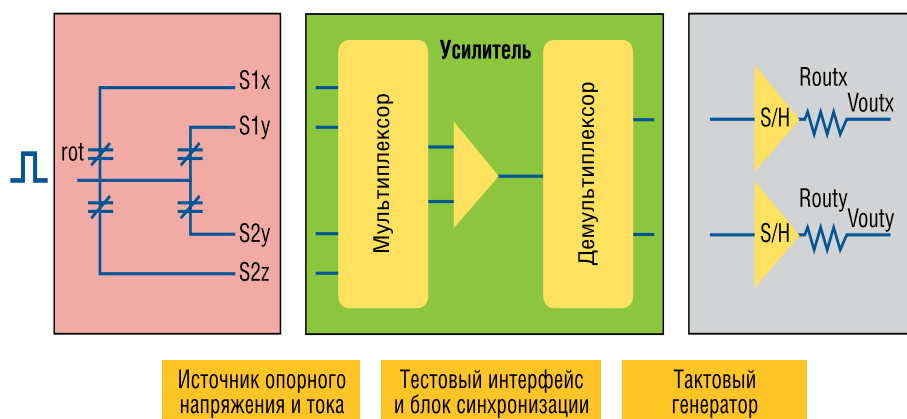 Усилитель
S1x
S1y
rot
S2y
S2z
Мультиплексор
Демультиплексор
S/H
Routx
Voutx
S/H
Routy
Vouty
Источник опорного
напряжения и тока
Тестовый интерфейс
и блок синхронизации
Тактовый
генератор